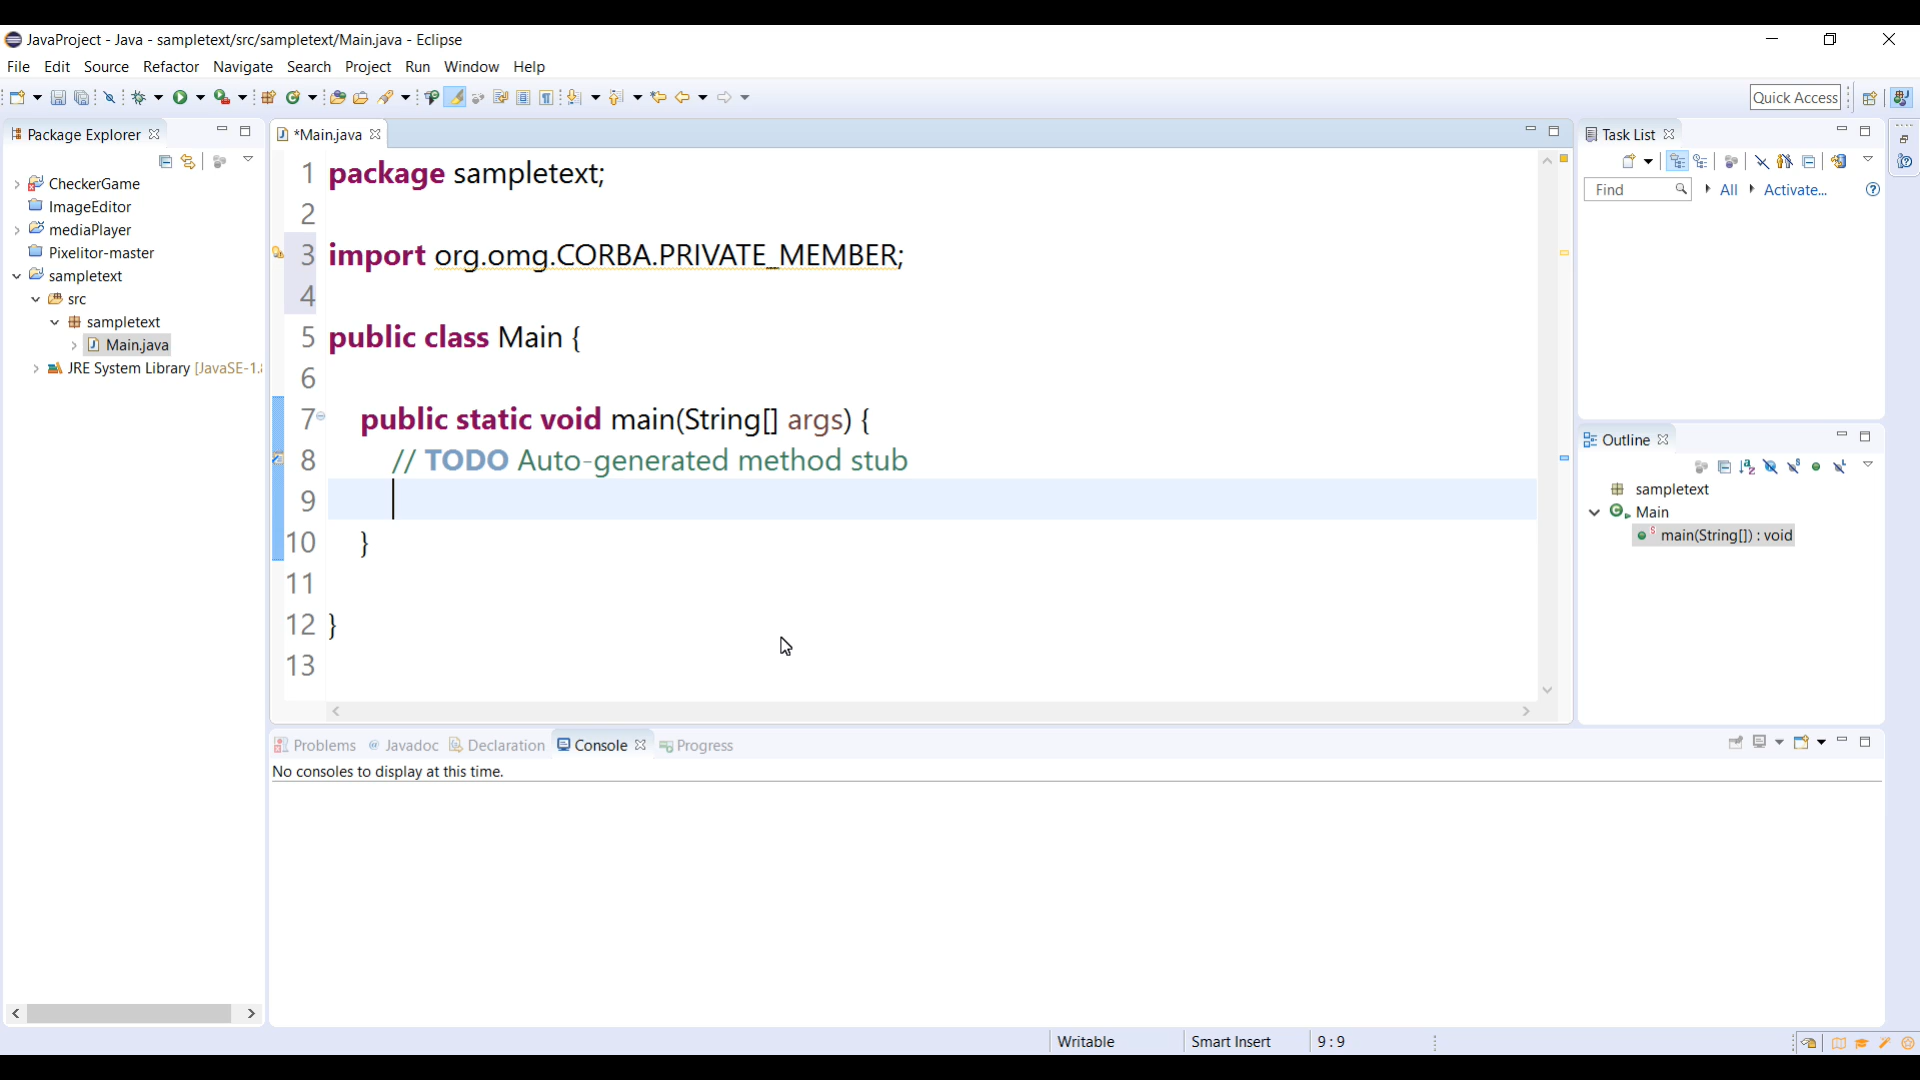 JavaProject - Java - sampletext/src/sampletext/Main.java - Eclipse
File Edit Source Refactor Navigate Search Project Run Window Help
Quick Access
Package Explorer
CheckerGame
ImageEditor
mediaPlayer
Pixelitor-master
sampletext
src
sampletext
Main.java
JRE System Library [JavaSE-1.
*Main.java
1 package sampletext;
2
3 import org.omg.CORBA.PRIVATE_MEMBER;
4
5 public class Main {
6
7 public static void main(String[] args) {
8 // TODO Auto-generated method stub
9
10 }
11
12 }
13
Task List
Find All Activate...
Outline
sampletext
Main
main(String[]) : void
Problems @ Javadoc Declaration Console Progress
No consoles to display at this time.
Writable Smart Insert 9 : 9